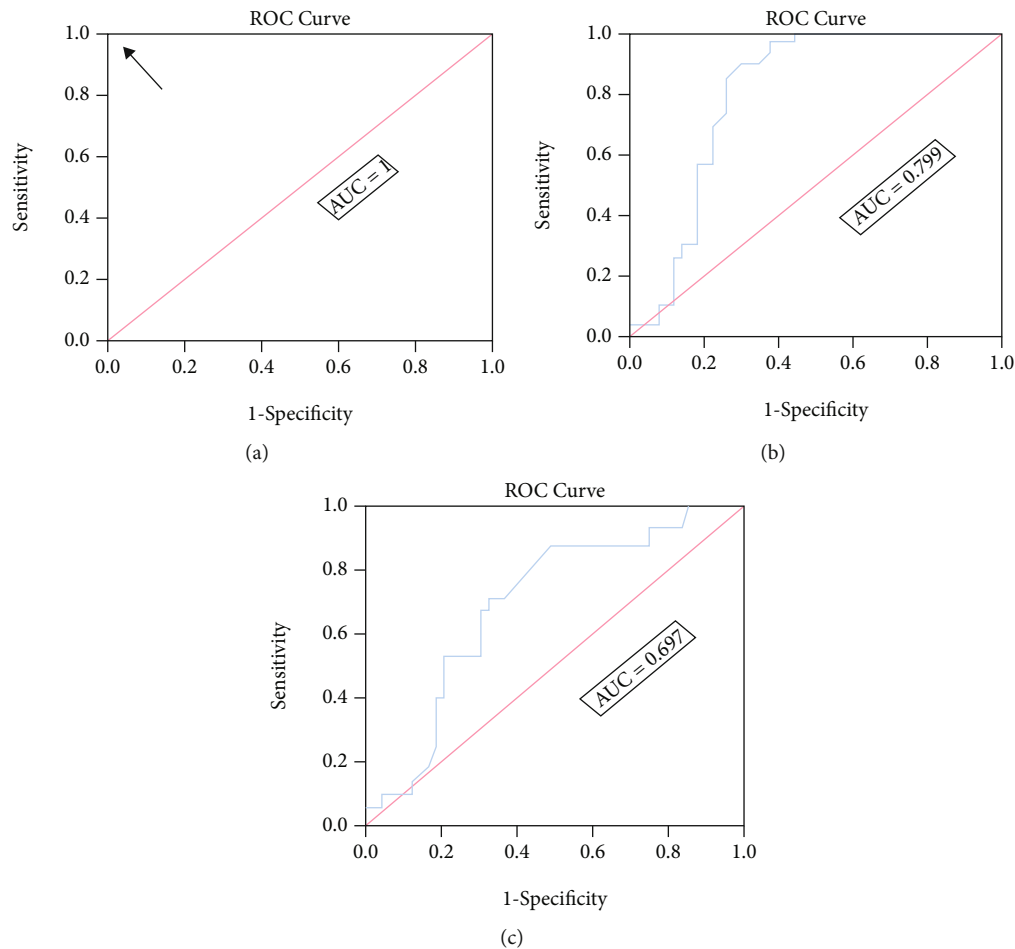 ROC Curve
1.0
0.8
0.6
0.4
0.2
0.0
Sensitivity
AUC = 1
0.0 0.2 0.4 0.6 0.8 1.0
1-Specificity
(a)
ROC Curve
1.0
0.8
0.6
0.4
0.2
0.0
Sensitivity
AUC = 0.799
0.0 0.2 0.4 0.6 0.8 1.0
1-Specificity
(b)
ROC Curve
1.0
0.8
0.6
0.4
0.2
0.0
Sensitivity
AUC = 0.697
0.0 0.2 0.4 0.6 0.8 1.0
1-Specificity
(c)